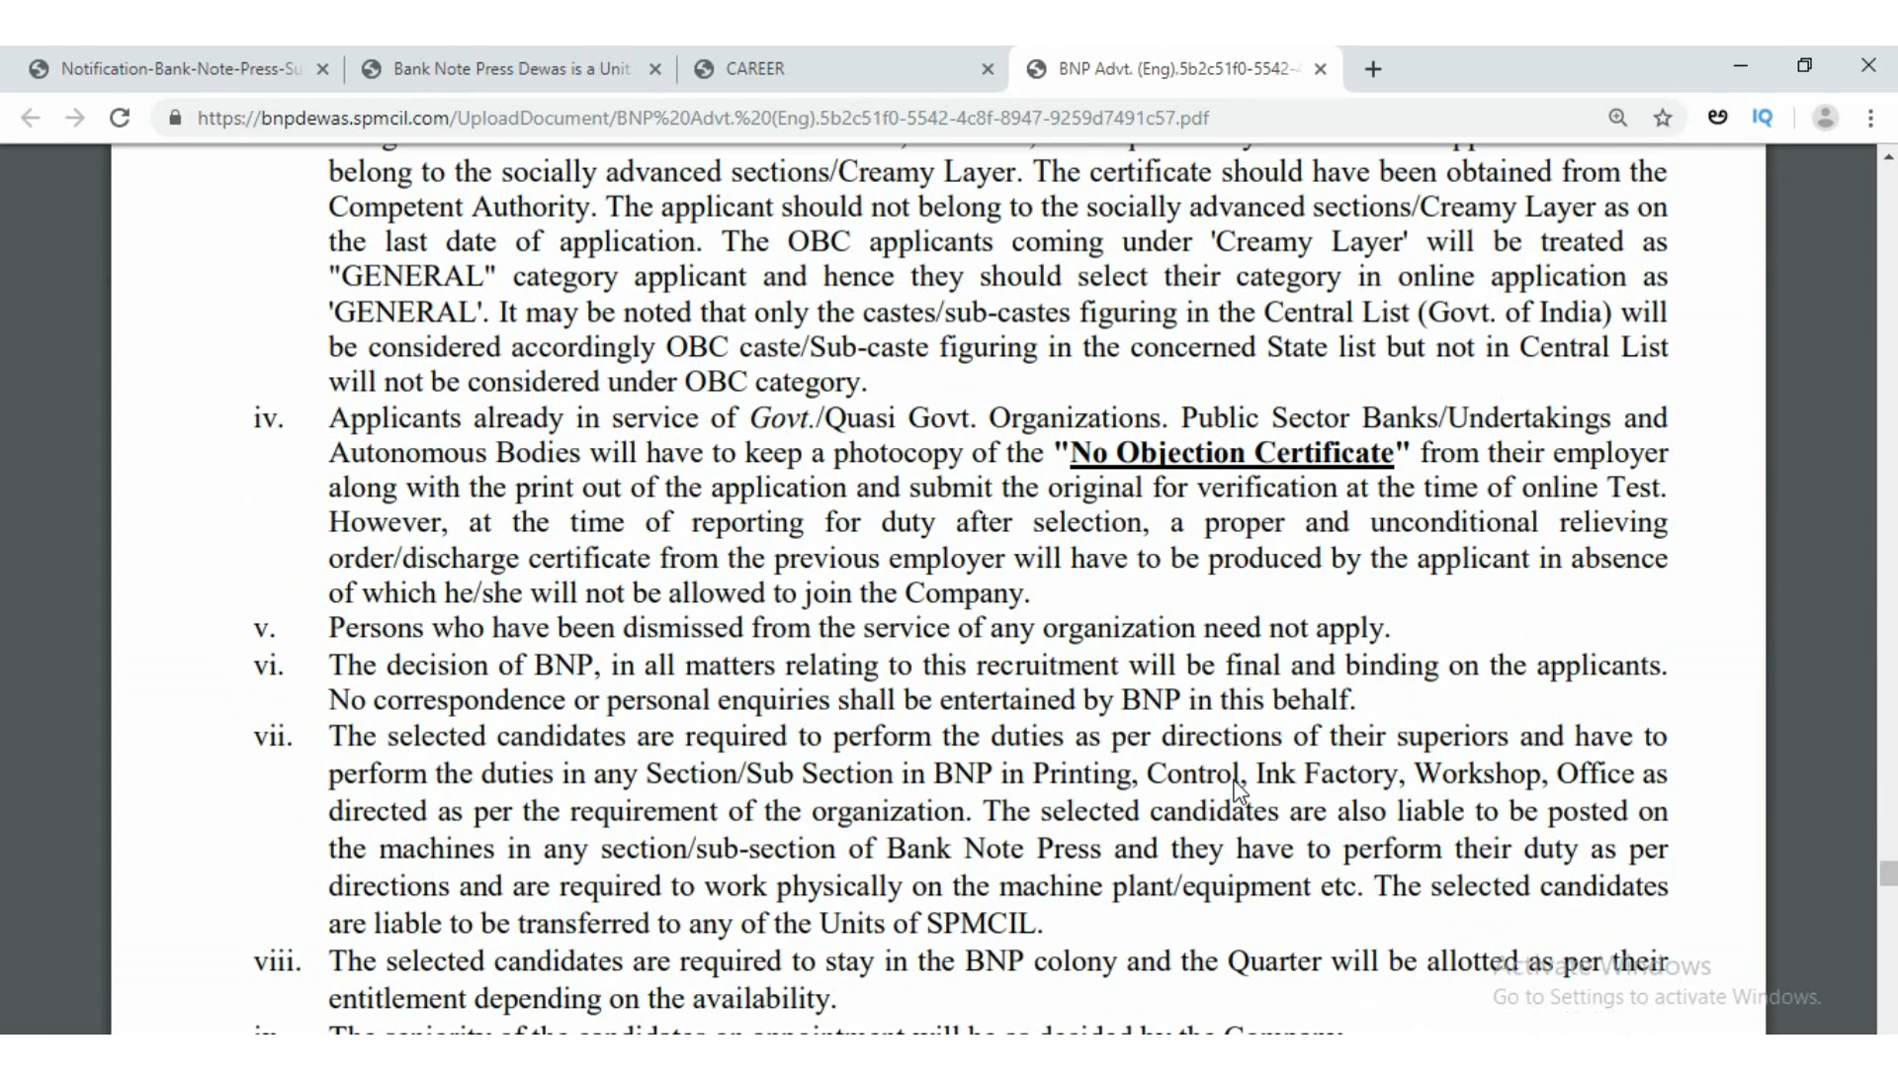 Notification-Bank-Note-Press-Su
Bank Note Press Dewas is a Unit
CAREER
BNP Advt. (Eng).5b2c51f0-5542-4
https://bnpdewas.spmcil.com/UploadDocument/BNP%20Advt.%20(Eng).5b2c51f0-5542-4c8f-8947-9259d7491c57.pdf
IQ
belong to the socially advanced sections/Creamy Layer. The certificate should have been obtained from the
Competent Authority. The applicant should not belong to the socially advanced sections/Creamy Layer as on
the last date of application. The OBC applicants coming under 'Creamy Layer' will be treated as
"GENERAL" category applicant and hence they should select their category in online application as
'GENERAL'. It may be noted that only the castes/sub-castes figuring in the Central List (Govt. of India) will
be considered accordingly OBC caste/Sub-caste figuring in the concerned State list but not in Central List
will not be considered under OBC category.
iv. Applicants already in service of Govt./Quasi Govt. Organizations. Public Sector Banks/Undertakings and
Autonomous Bodies will have to keep a photocopy of the "No Objection Certificate" from their employer
along with the print out of the application and submit the original for verification at the time of online Test.
However, at the time of reporting for duty after selection, a proper and unconditional relieving
order/discharge certificate from the previous employer will have to be produced by the applicant in absence
of which he/she will not be allowed to join the Company.
v. Persons who have been dismissed from the service of any organization need not apply.
vi. The decision of BNP, in all matters relating to this recruitment will be final and binding on the applicants.
No correspondence or personal enquiries shall be entertained by BNP in this behalf.
vii. The selected candidates are required to perform the duties as per directions of their superiors and have to
perform the duties in any Section/Sub Section in BNP in Printing, Control, Ink Factory, Workshop, Office as
directed as per the requirement of the organization. The selected candidates are also liable to be posted on
the machines in any section/sub-section of Bank Note Press and they have to perform their duty as per
directions and are required to work physically on the machine plant/equipment etc. The selected candidates
are liable to be transferred to any of the Units of SPMCIL.
viii. The selected candidates are required to stay in the BNP colony and the Quarter will be allotted as per their
entitlement depending on the availability.
Activate Windows
Go to Settings to activate Windows.
The seniority of the candidates on appointment will be as decided by the Company.